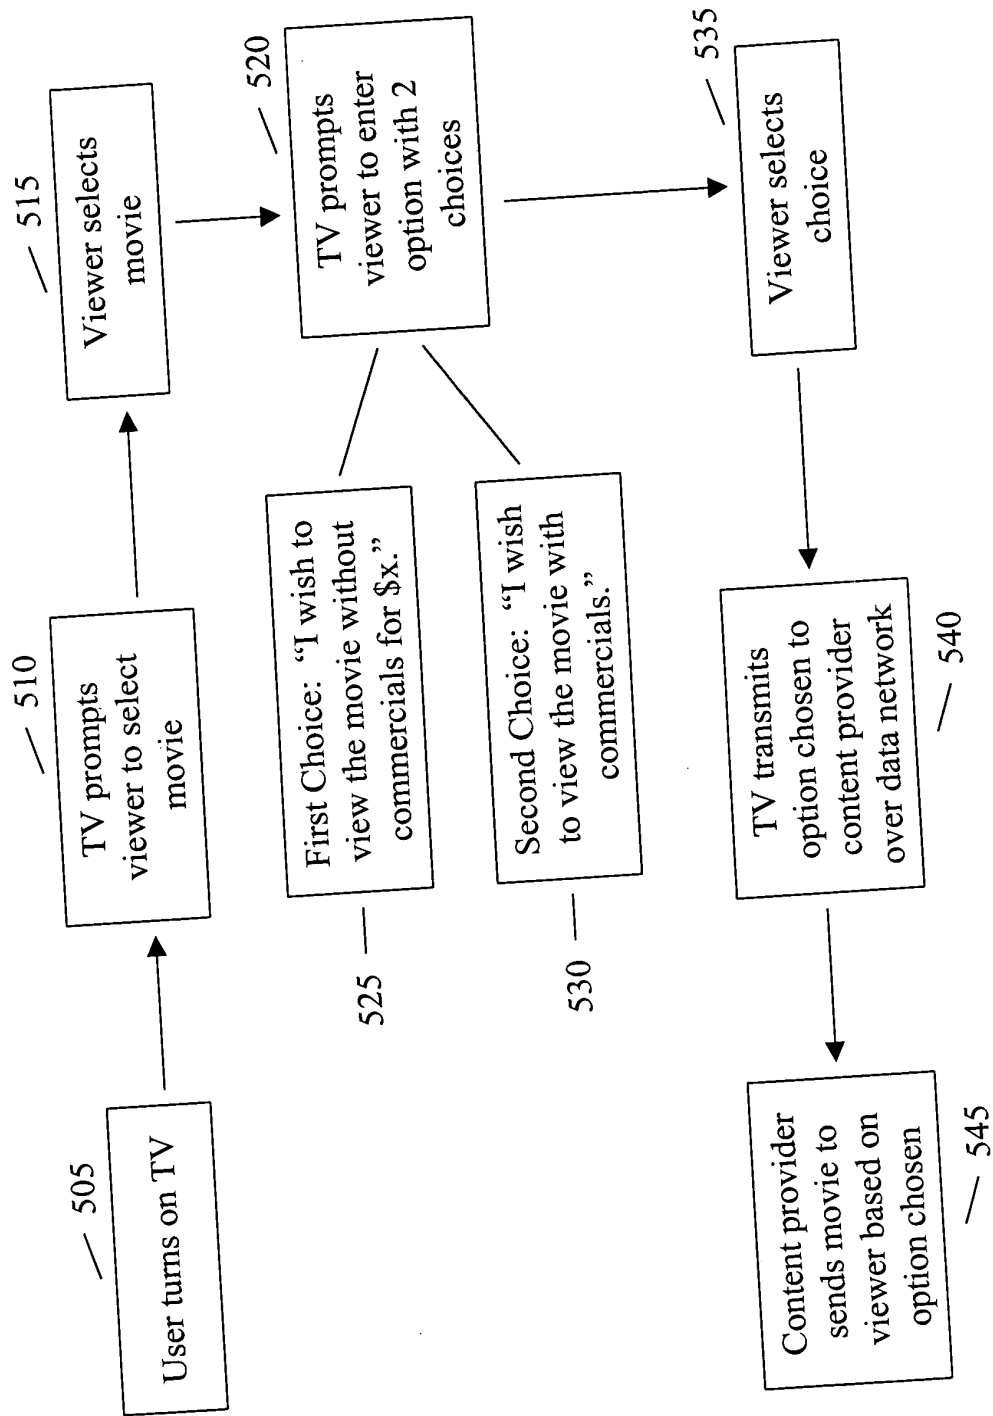 505
User turns on TV
510
TV prompts
viewer to select
movie
515
Viewer selects
movie
520
TV prompts
viewer to enter
option with 2
choices
525
First Choice: “I wish to
view the movie without
commercials for $x.”
530
Second Choice: “I wish
to view the movie with
commercials.”
535
Viewer selects
choice
TV transmits
option chosen to
content provider
over data network
540
Content provider
sends movie to
viewer based on
option chosen
545